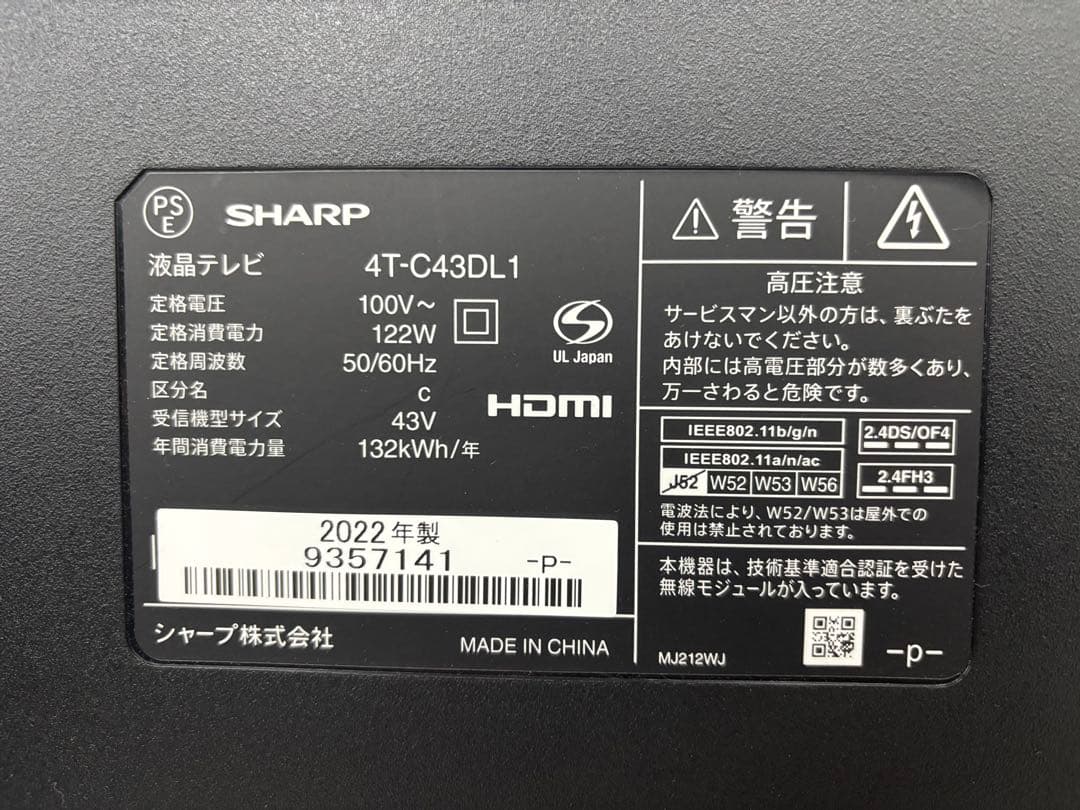 PSE
SHARP
液晶テレビ 4T-C43DL1
定格電圧 100V～
定格消費電力 122W
定格周波数 50/60Hz
区分名 c
受信機型サイズ 43V
年間消費電力量 132kWh/年
UL Japan
HDMI
2022年製
9357141 -P-
シャープ株式会社 MADE IN CHINA
警告
高圧注意
サービスマン以外の方は、裏ぶたを
あけないでください。
内部には高電圧部分が数多くあり、
万一さわると危険です。
IEEE802.11b/g/n
IEEE802.11a/n/ac
J52 W52 W53 W56
2.4DS/OF4
2.4FH3
電波法により、W52/W53は屋外での
使用は禁止されております。
本機器は、技術基準適合認証を受けた
無線モジュールが入っています。
MJ212WJ -p-